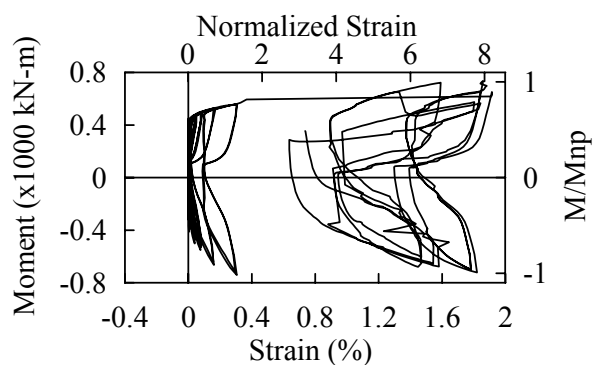 Normalized Strain
0 2 4 6 8
0.8
0.4
0
-0.4
-0.8
Moment (x1000 kN-m)
1
0
-1
M/Mnp
-0.4 0 0.4 0.8 1.2 1.6 2
Strain (%)